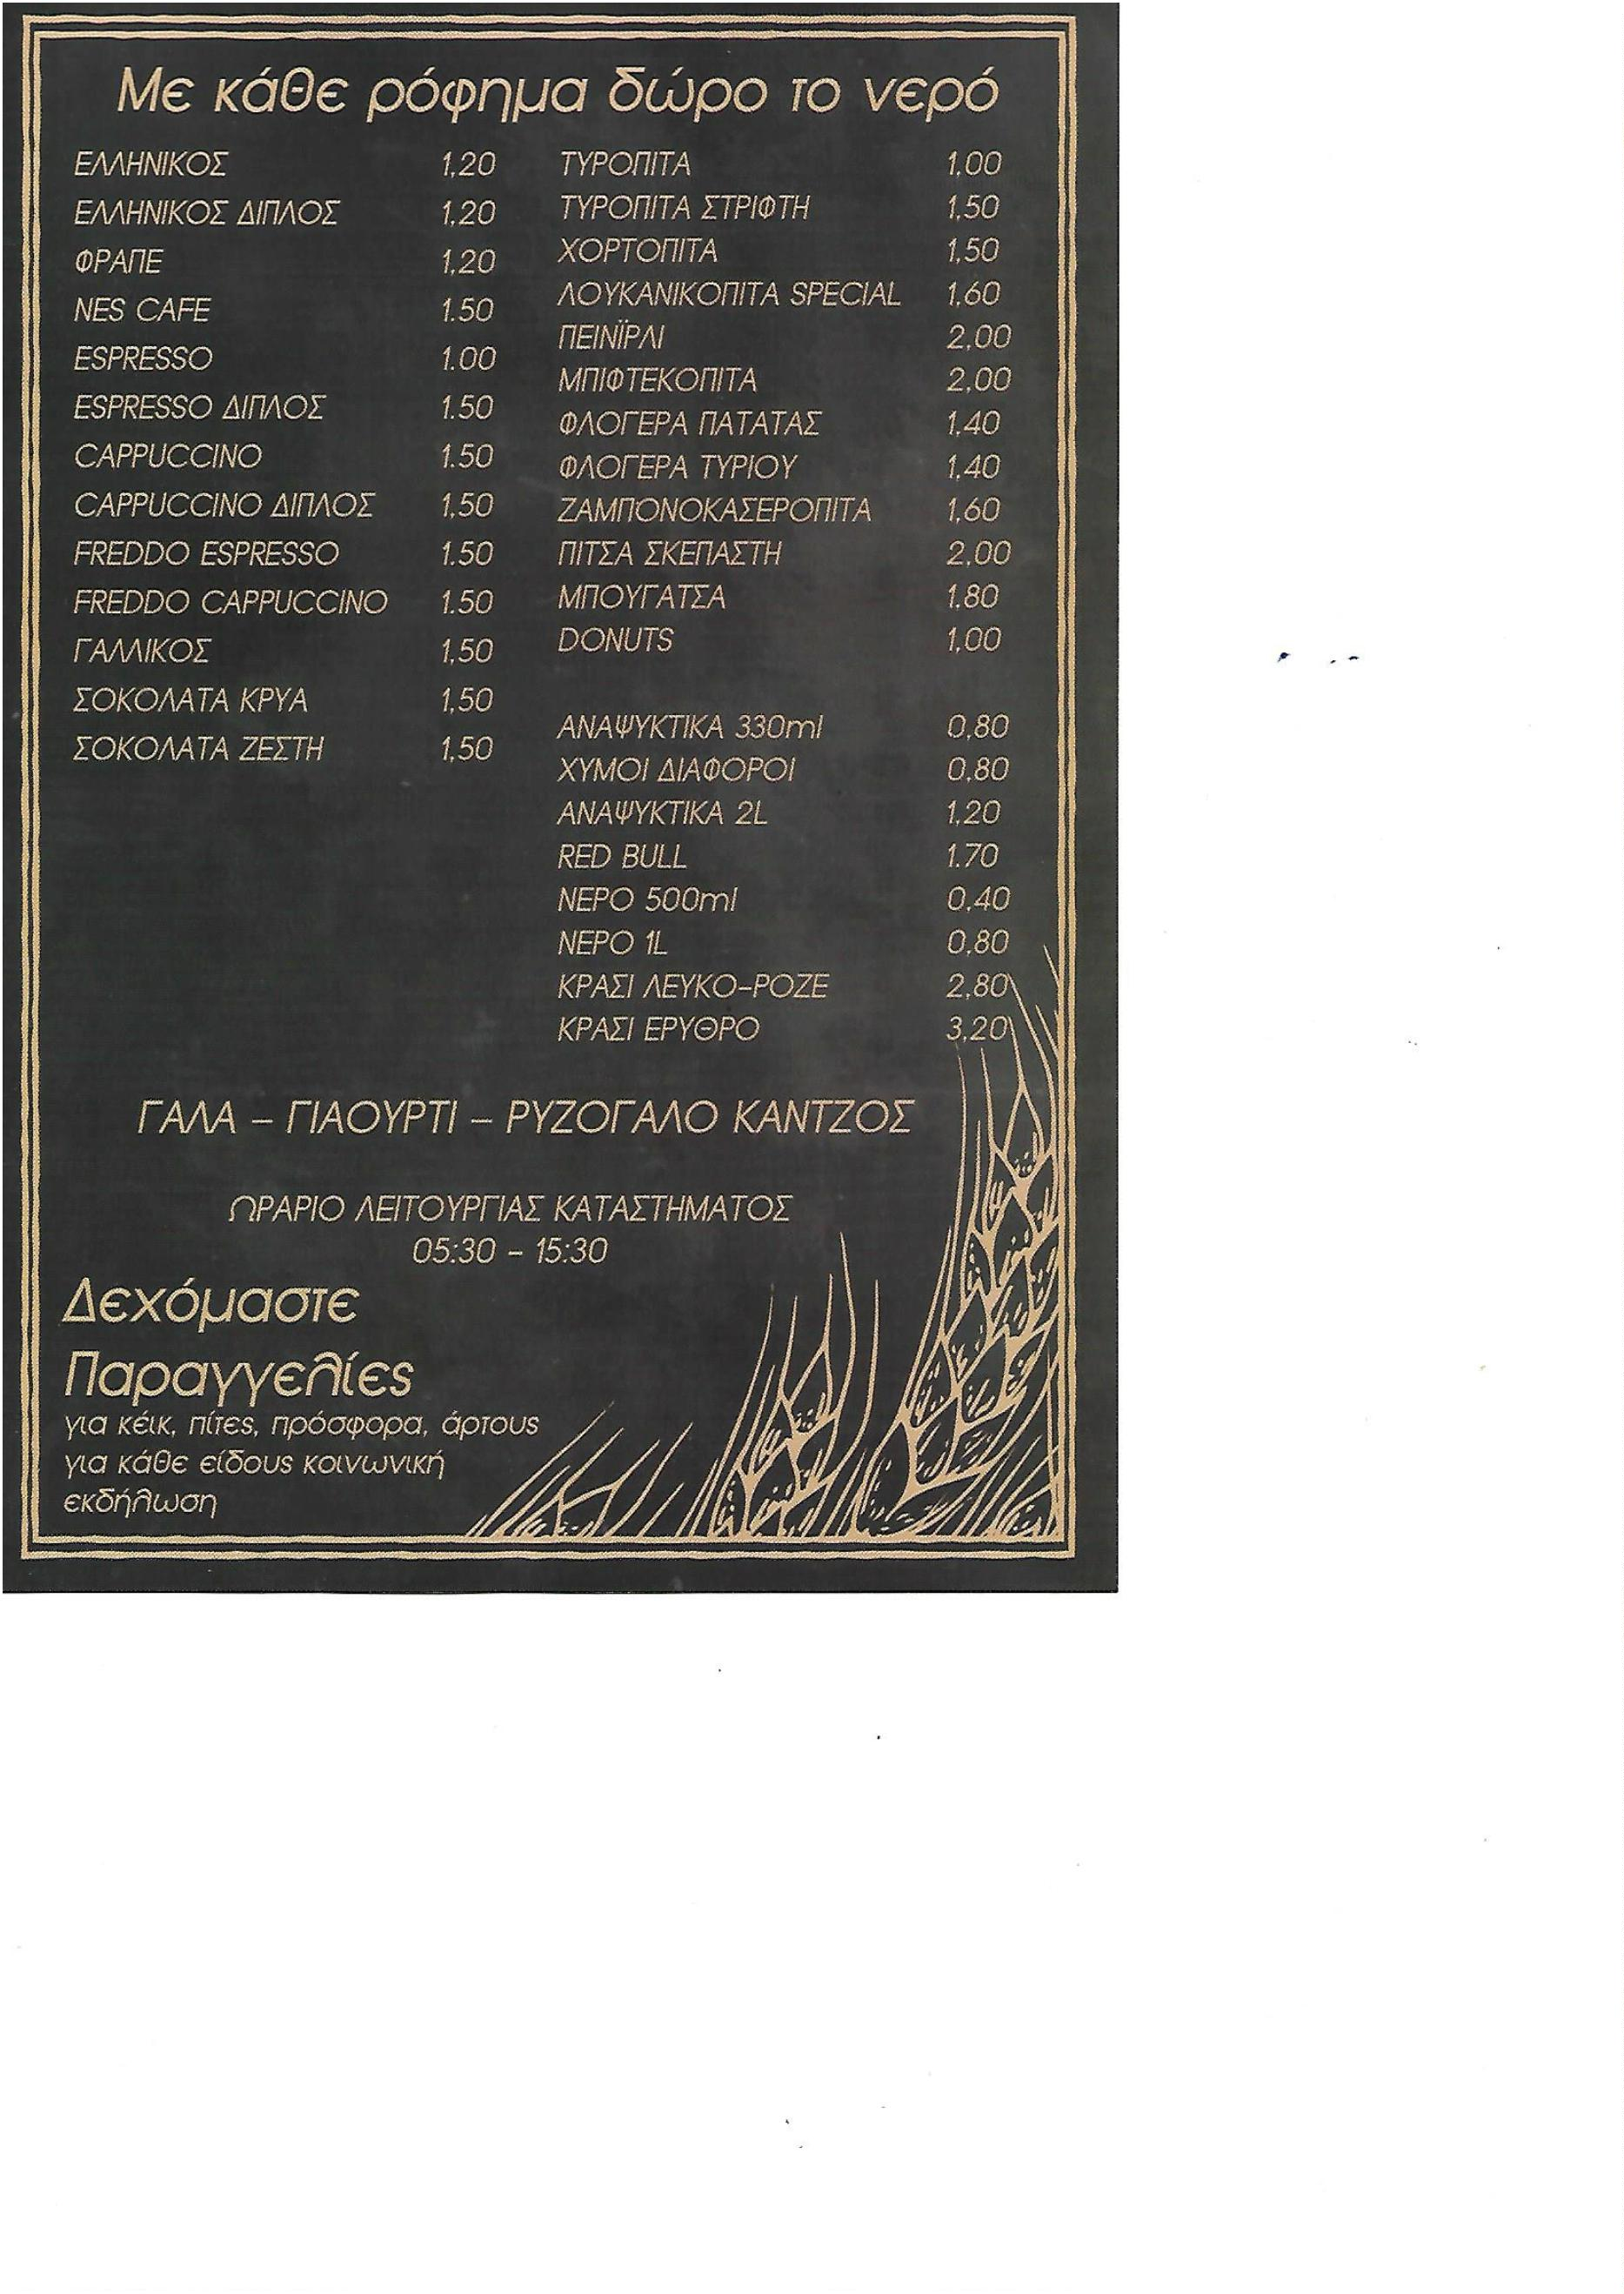 Με κάθε ρόφημα δώρο το νερό
ΕΛΛΗΝΙΚΟΣ 1,20
ΕΛΛΗΝΙΚΟΣ ΔΙΠΛΟΣ 1,20
ΦΡΑΠΕ 1,20
NES CAFE 1.50
ESPRESSO 1.00
ESPRESSO ΔΙΠΛΟΣ 1.50
CAPPUCCINO 1.50
CAPPUCCINO ΔΙΠΛΟΣ 1,50
FREDDO ESPRESSO 1.50
FREDDO CAPPUCCINO 1.50
ΓΑΛΛΙΚΟΣ 1,50
ΣΟΚΟΛΑΤΑ ΚΡΥΑ 1,50
ΣΟΚΟΛΑΤΑ ΖΕΣΤΗ 1,50
ΤΥΡΟΠΙΤΑ 1,00
ΤΥΡΟΠΙΤΑ ΣΤΡΙΦΤΗ 1,50
ΧΟΡΤΟΠΙΤΑ 1,50
ΛΟΥΚΑΝΙΚΟΠΙΤΑ SPECIAL 1,60
ΠΕΙΝΪΡΛΙ 2,00
ΜΠΙΦΤΕΚΟΠΙΤΑ 2,00
ΦΛΟΓΕΡΑ ΠΑΤΑΤΑΣ 1,40
ΦΛΟΓΕΡΑ ΤΥΡΙΟΥ 1,40
ΖΑΜΠΟΝΟΚΑΣΕΡΟΠΙΤΑ 1,60
ΠΙΤΣΑ ΣΚΕΠΑΣΤΗ 2,00
ΜΠΟΥΓΑΤΣΑ 1.80
DONUTS 1,00
ΑΝΑΨΥΚΤΙΚΑ 330ml 0,80
ΧΥΜΟΙ ΔΙΑΦΟΡΟΙ 0,80
ΑΝΑΨΥΚΤΙΚΑ 2L 1,20
RED BULL 1.70
ΝΕΡΟ 500ml 0,40
ΝΕΡΟ 1L 0,80
ΚΡΑΣΙ ΛΕΥΚΟ-ΡΟΖΕ 2,80
ΚΡΑΣΙ ΕΡΥΘΡΟ 3,20
ΓΑΛΑ - ΓΙΑΟΥΡΤΙ - ΡΥΖΟΓΑΛΟ ΚΑΝΤΖΟΣ
ΩΡΑΡΙΟ ΛΕΙΤΟΥΡΓΙΑΣ ΚΑΤΑΣΤΗΜΑΤΟΣ
05:30 - 15:30
Δεχόμαστε
Παραγγελίες
για κέικ, πίτες, πρόσφορα, άρτους
για κάθε είδους κοινωνική
εκδήλωση